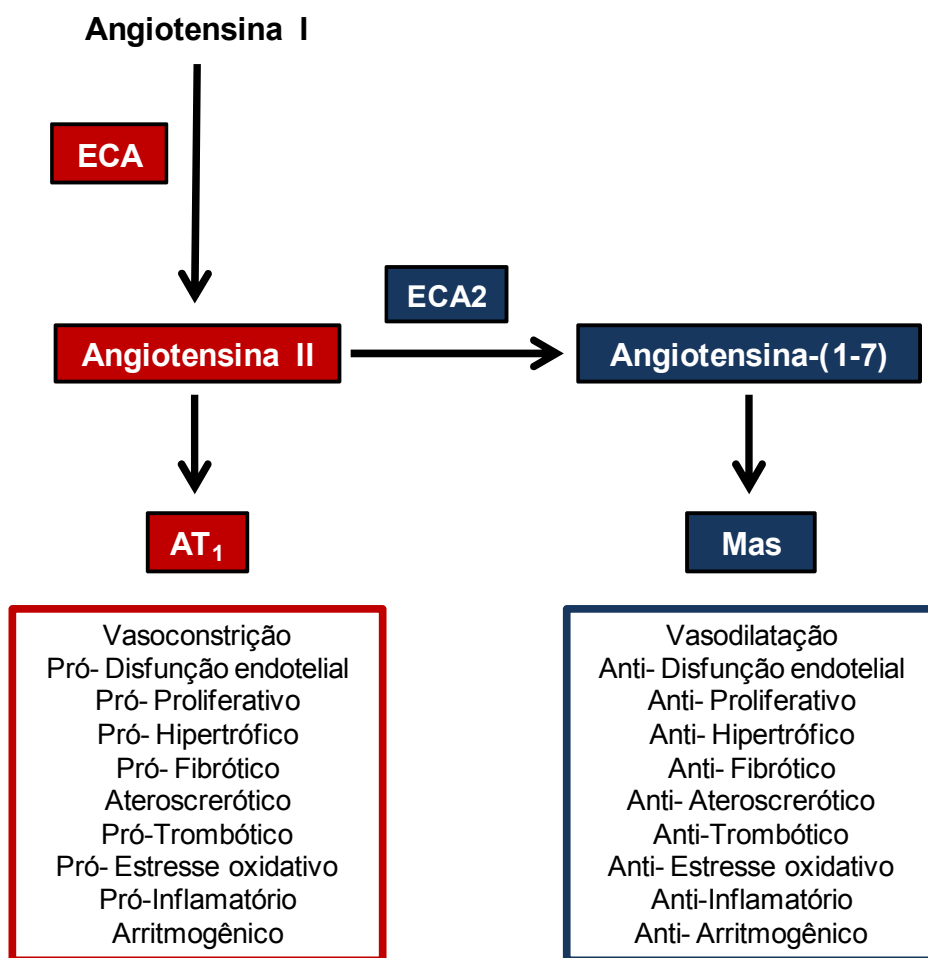 Angiotensina I
ECA
ECA2
Angiotensina II
Angiotensina-(1-7)
AT₁
Mas
Vasoconstrição
Pró- Disfunção endotelial
Pró- Proliferativo
Pró- Hipertrófico
Pró- Fibrótico
Ateroscrerótico
Pró-Trombótico
Pró- Estresse oxidativo
Pró-Inflamatório
Arritmogênico
Vasodilatação
Anti- Disfunção endotelial
Anti- Proliferativo
Anti- Hipertrófico
Anti- Fibrótico
Anti- Ateroscrerótico
Anti-Trombótico
Anti- Estresse oxidativo
Anti-Inflamatório
Anti- Arritmogênico